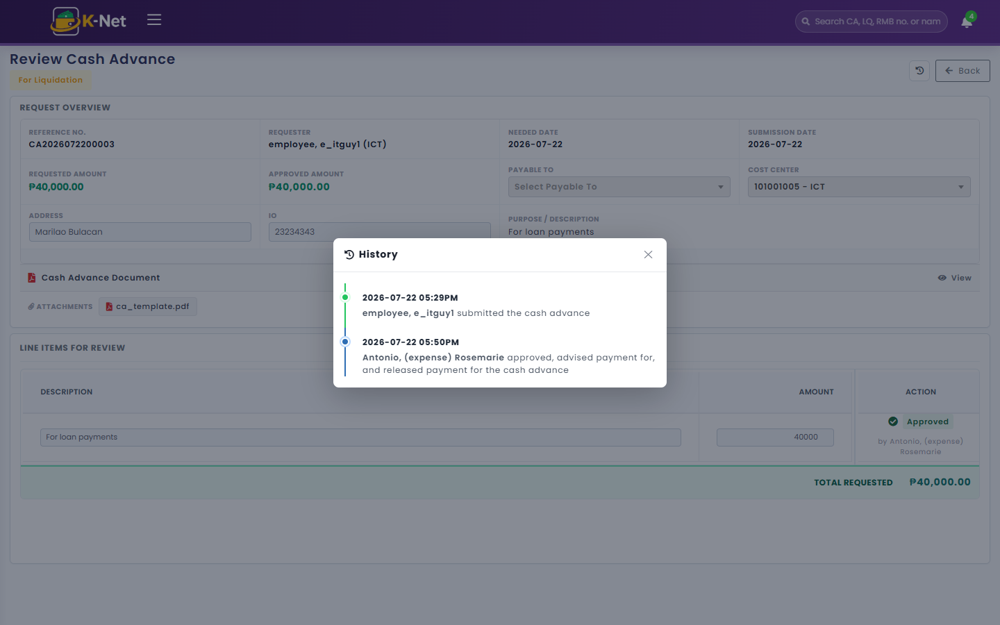 K-Net
Search CA, LQ, RMB no. or nam
4
Review Cash Advance
For Liquidation
Back
REQUEST OVERVIEW
REFERENCE NO.
CA2026072200003
REQUESTER
employee, e_itguy1 (ICT)
NEEDED DATE
2026-07-22
SUBMISSION DATE
2026-07-22
REQUESTED AMOUNT
₱40,000.00
APPROVED AMOUNT
₱40,000.00
PAYABLE TO
Select Payable To
COST CENTER
101001005 - ICT
ADDRESS
Marilao Bulacan
IO
23234343
PURPOSE / DESCRIPTION
For loan payments
Cash Advance Document
View
ATTACHMENTS
ca_template.pdf
History
2026-07-22 05:29PM
employee, e_itguy1 submitted the cash advance
2026-07-22 05:50PM
Antonio, (expense) Rosemarie approved, advised payment for,
and released payment for the cash advance
LINE ITEMS FOR REVIEW
DESCRIPTION
AMOUNT
ACTION
For loan payments
40000
Approved
by Antonio, (expense)
Rosemarie
TOTAL REQUESTED
₱40,000.00